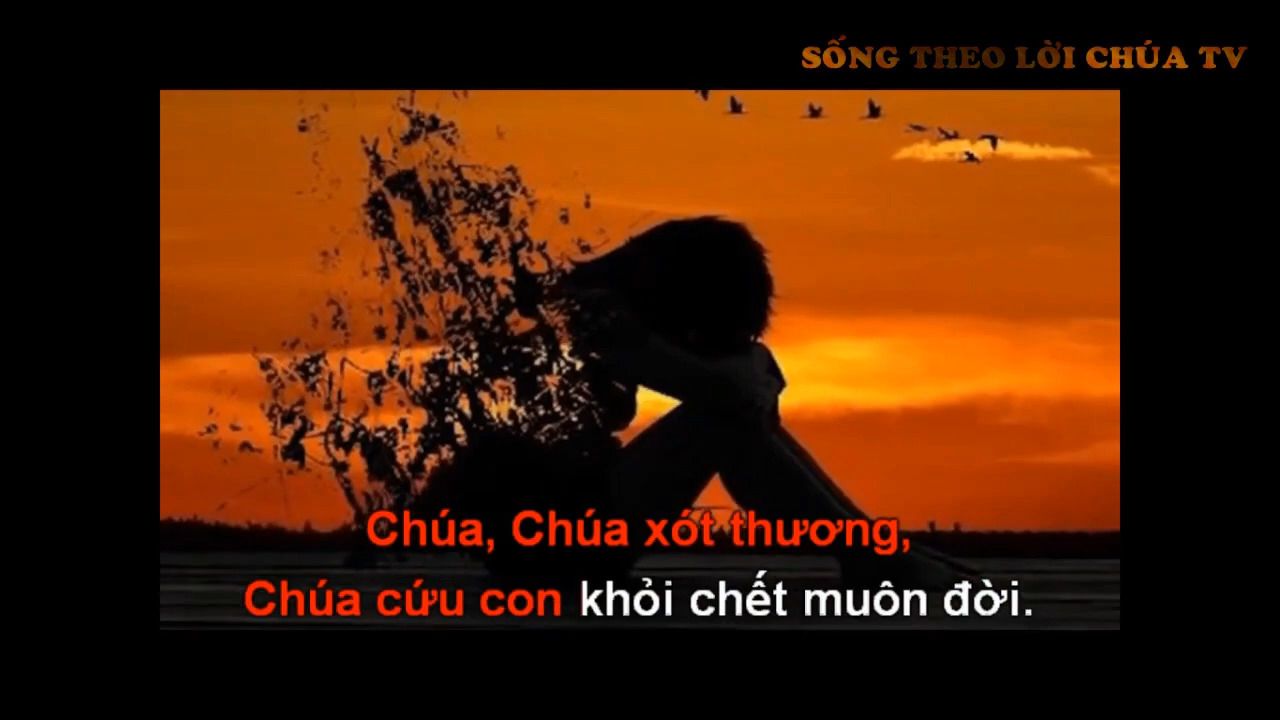 SỐNG THEO LỜI CHÚA TV
Chúa, Chúa xót thương,
Chúa cứu con khỏi chết muôn đời.